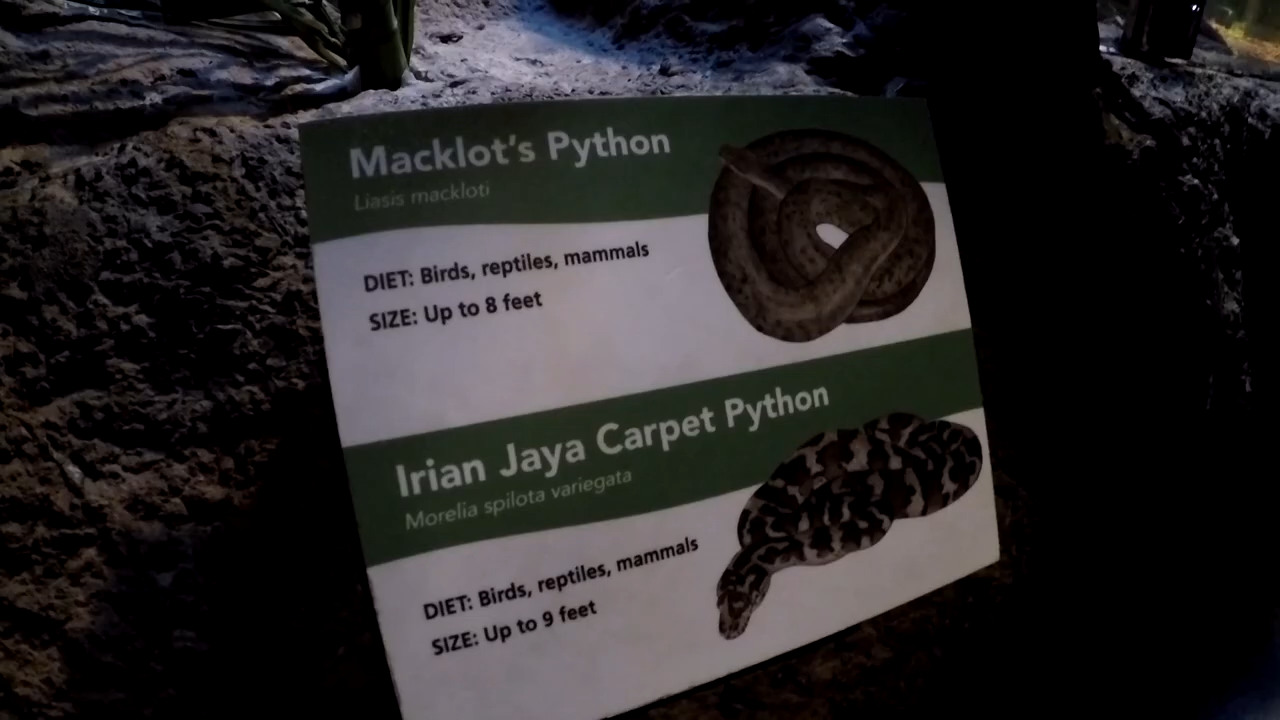 Macklot's Python
Liasis mackloti
DIET: Birds, reptiles, mammals
SIZE: Up to 8 feet
Irian Jaya Carpet Python
Morelia spilota variegata
DIET: Birds, reptiles, mammals
SIZE: Up to 9 feet